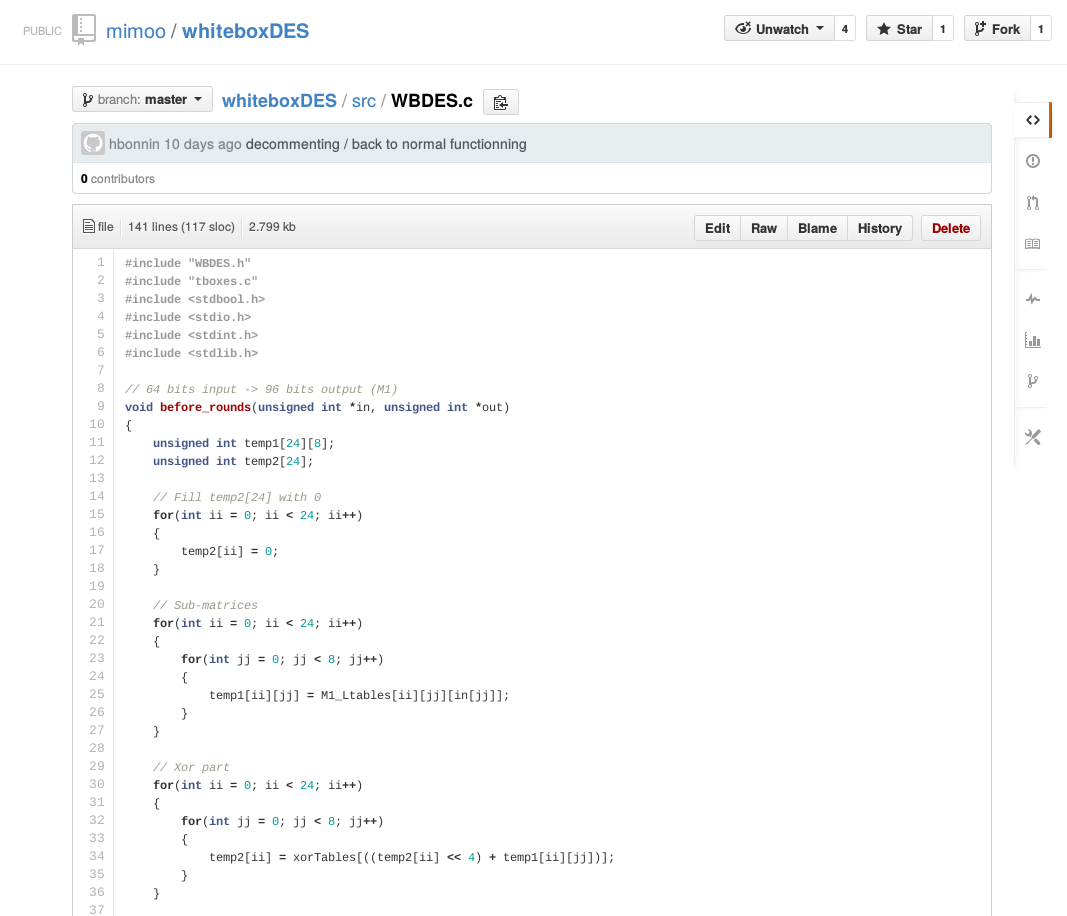 PUBLIC mimoo / whiteboxDES Unwatch 4 Star 1 Fork 1
branch: master whiteboxDES / src / WBDES.c
hbonnin 10 days ago decommenting / back to normal functionning
0 contributors
file 141 lines (117 sloc) 2.799 kb Edit Raw Blame History Delete
1 #include "WBDES.h"
2 #include "tboxes.c"
3 #include <stdbool.h>
4 #include <stdio.h>
5 #include <stdint.h>
6 #include <stdlib.h>
7
8 // 64 bits input -> 96 bits output (M1)
9 void before_rounds(unsigned int *in, unsigned int *out)
10 {
11     unsigned int temp1[24][8];
12     unsigned int temp2[24];
13
14     // Fill temp2[24] with 0
15     for(int ii = 0; ii < 24; ii++)
16     {
17         temp2[ii] = 0;
18     }
19
20     // Sub-matrices
21     for(int ii = 0; ii < 24; ii++)
22     {
23         for(int jj = 0; jj < 8; jj++)
24         {
25             temp1[ii][jj] = M1_Ltables[ii][jj][in[jj]];
26         }
27     }
28
29     // Xor part
30     for(int ii = 0; ii < 24; ii++)
31     {
32         for(int jj = 0; jj < 8; jj++)
33         {
34             temp2[ii] = xorTables[((temp2[ii] << 4) + temp1[ii][jj])];
35         }
36     }
37